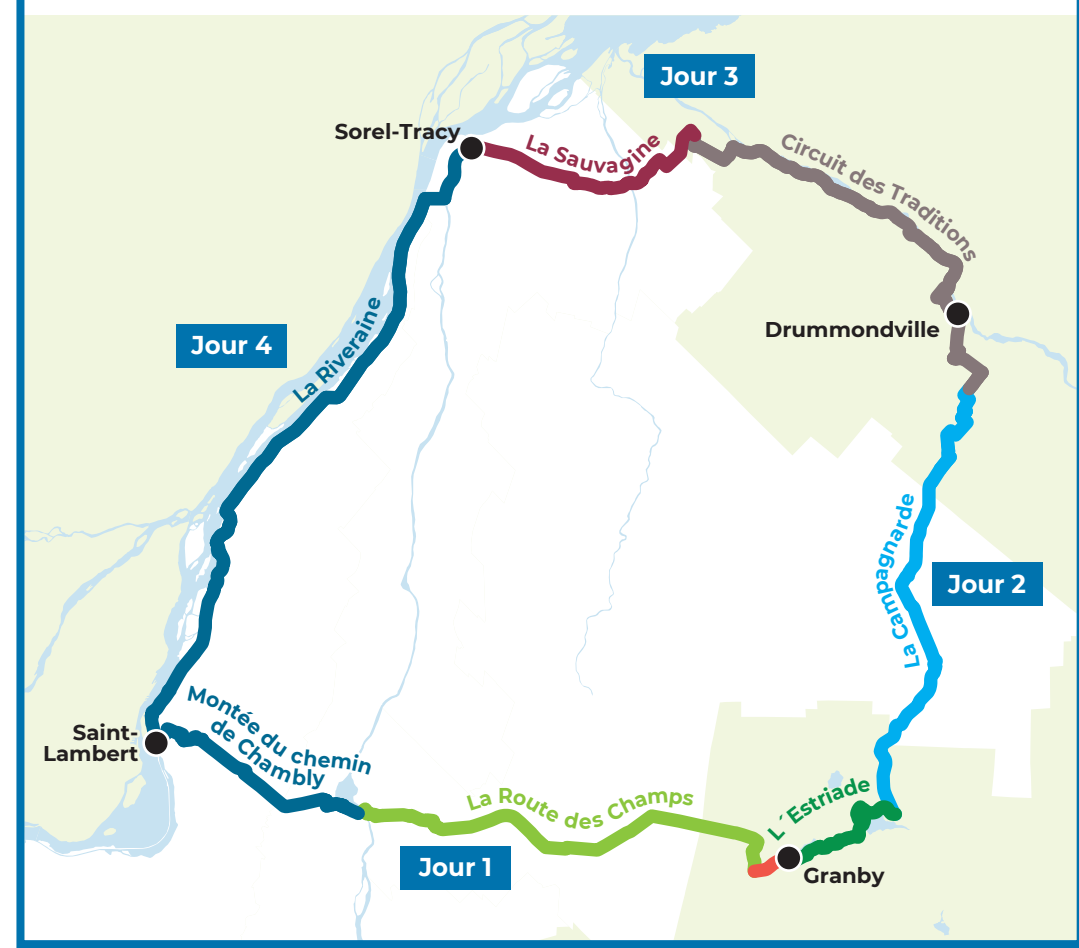 Jour 3
Sorel-Tracy
La Sauvagine
Circuit des Traditions
Drummondville
Jour 4
La Riveraine
La Campagnarde
Jour 2
Saint-
Lambert
Montée du chemin
de Chambly
La Route des Champs
L´Estriade
Jour 1
Granby